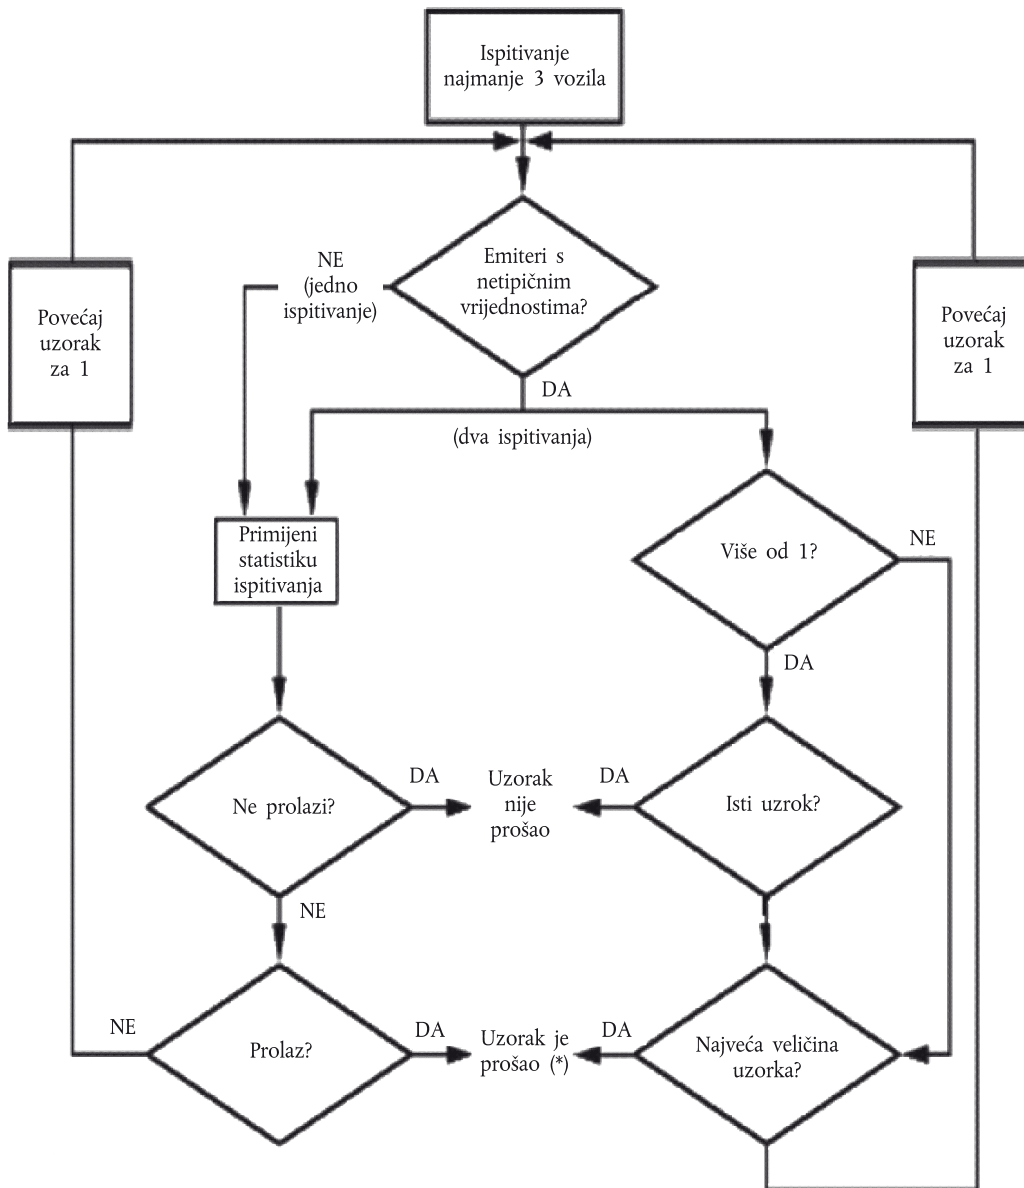 Ispitivanje
najmanje 3 vozila
Emiteri s
netipičnim
vrijednostima?
NE
(jedno
ispitivanje)
Povećaj
uzorak
za 1
Povećaj
uzorak
za 1
DA
(dva ispitivanja)
Primijeni
statistiku
ispitivanja
Više od 1?
NE
DA
Ne prolazi?
DA
Uzorak
nije
prošao
DA
Isti uzrok?
NE
Prolaz?
NE
DA
Uzorak je
prošao (*)
DA
Najveća veličina
uzorka?